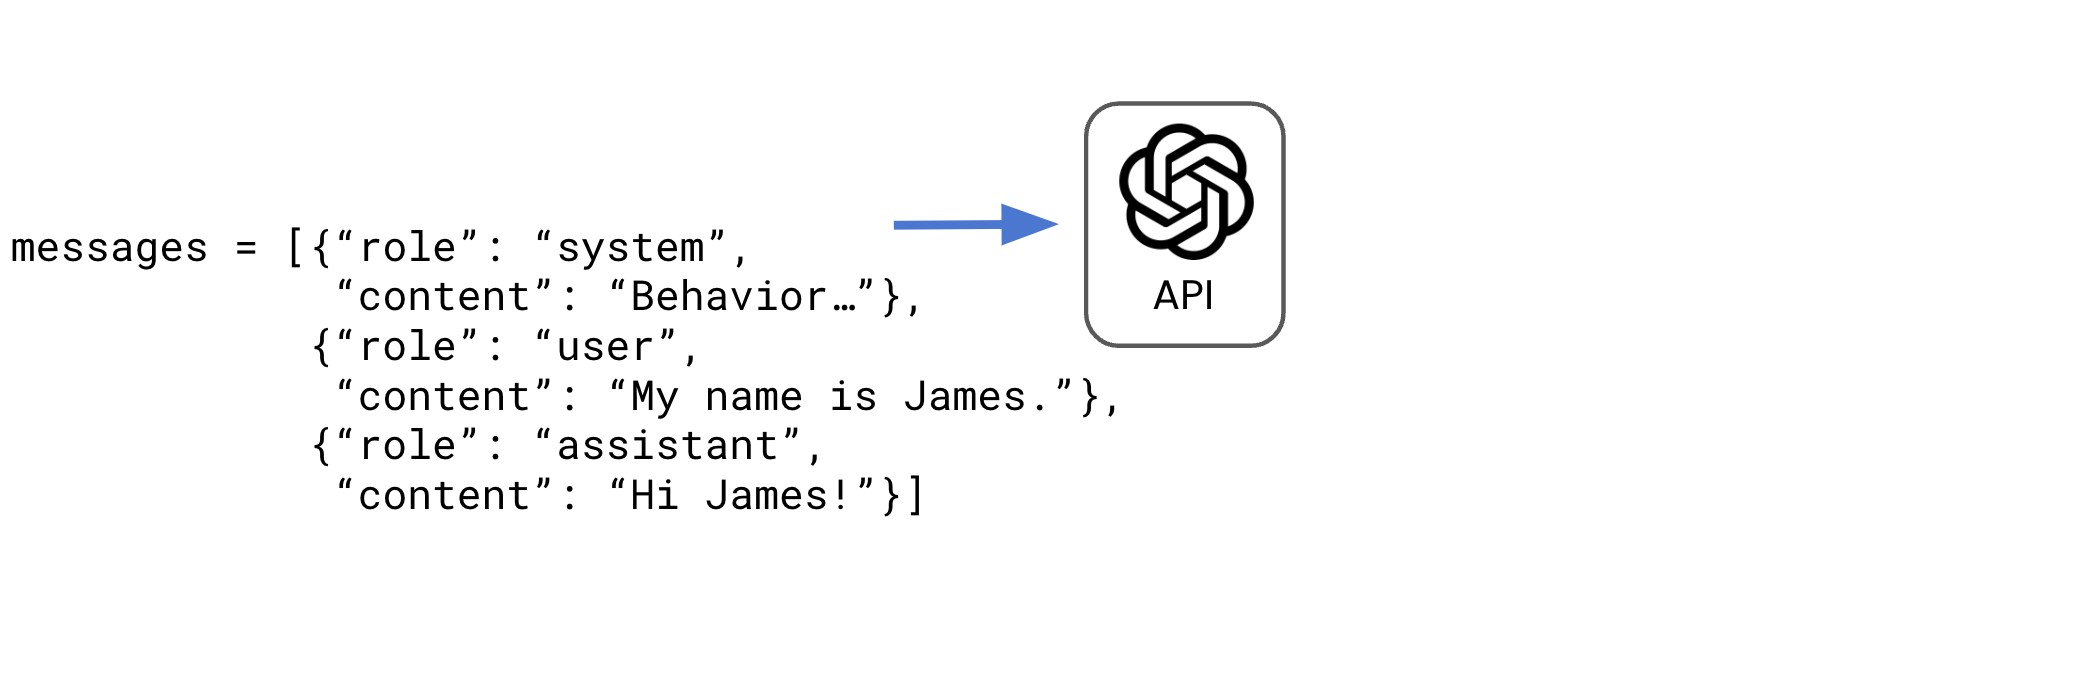 messages = [{“role”: “system”,
“content”: “Behavior…”},
{“role”: “user”,
“content”: “My name is James.”},
{“role”: “assistant”,
“content”: “Hi James!”}]
API